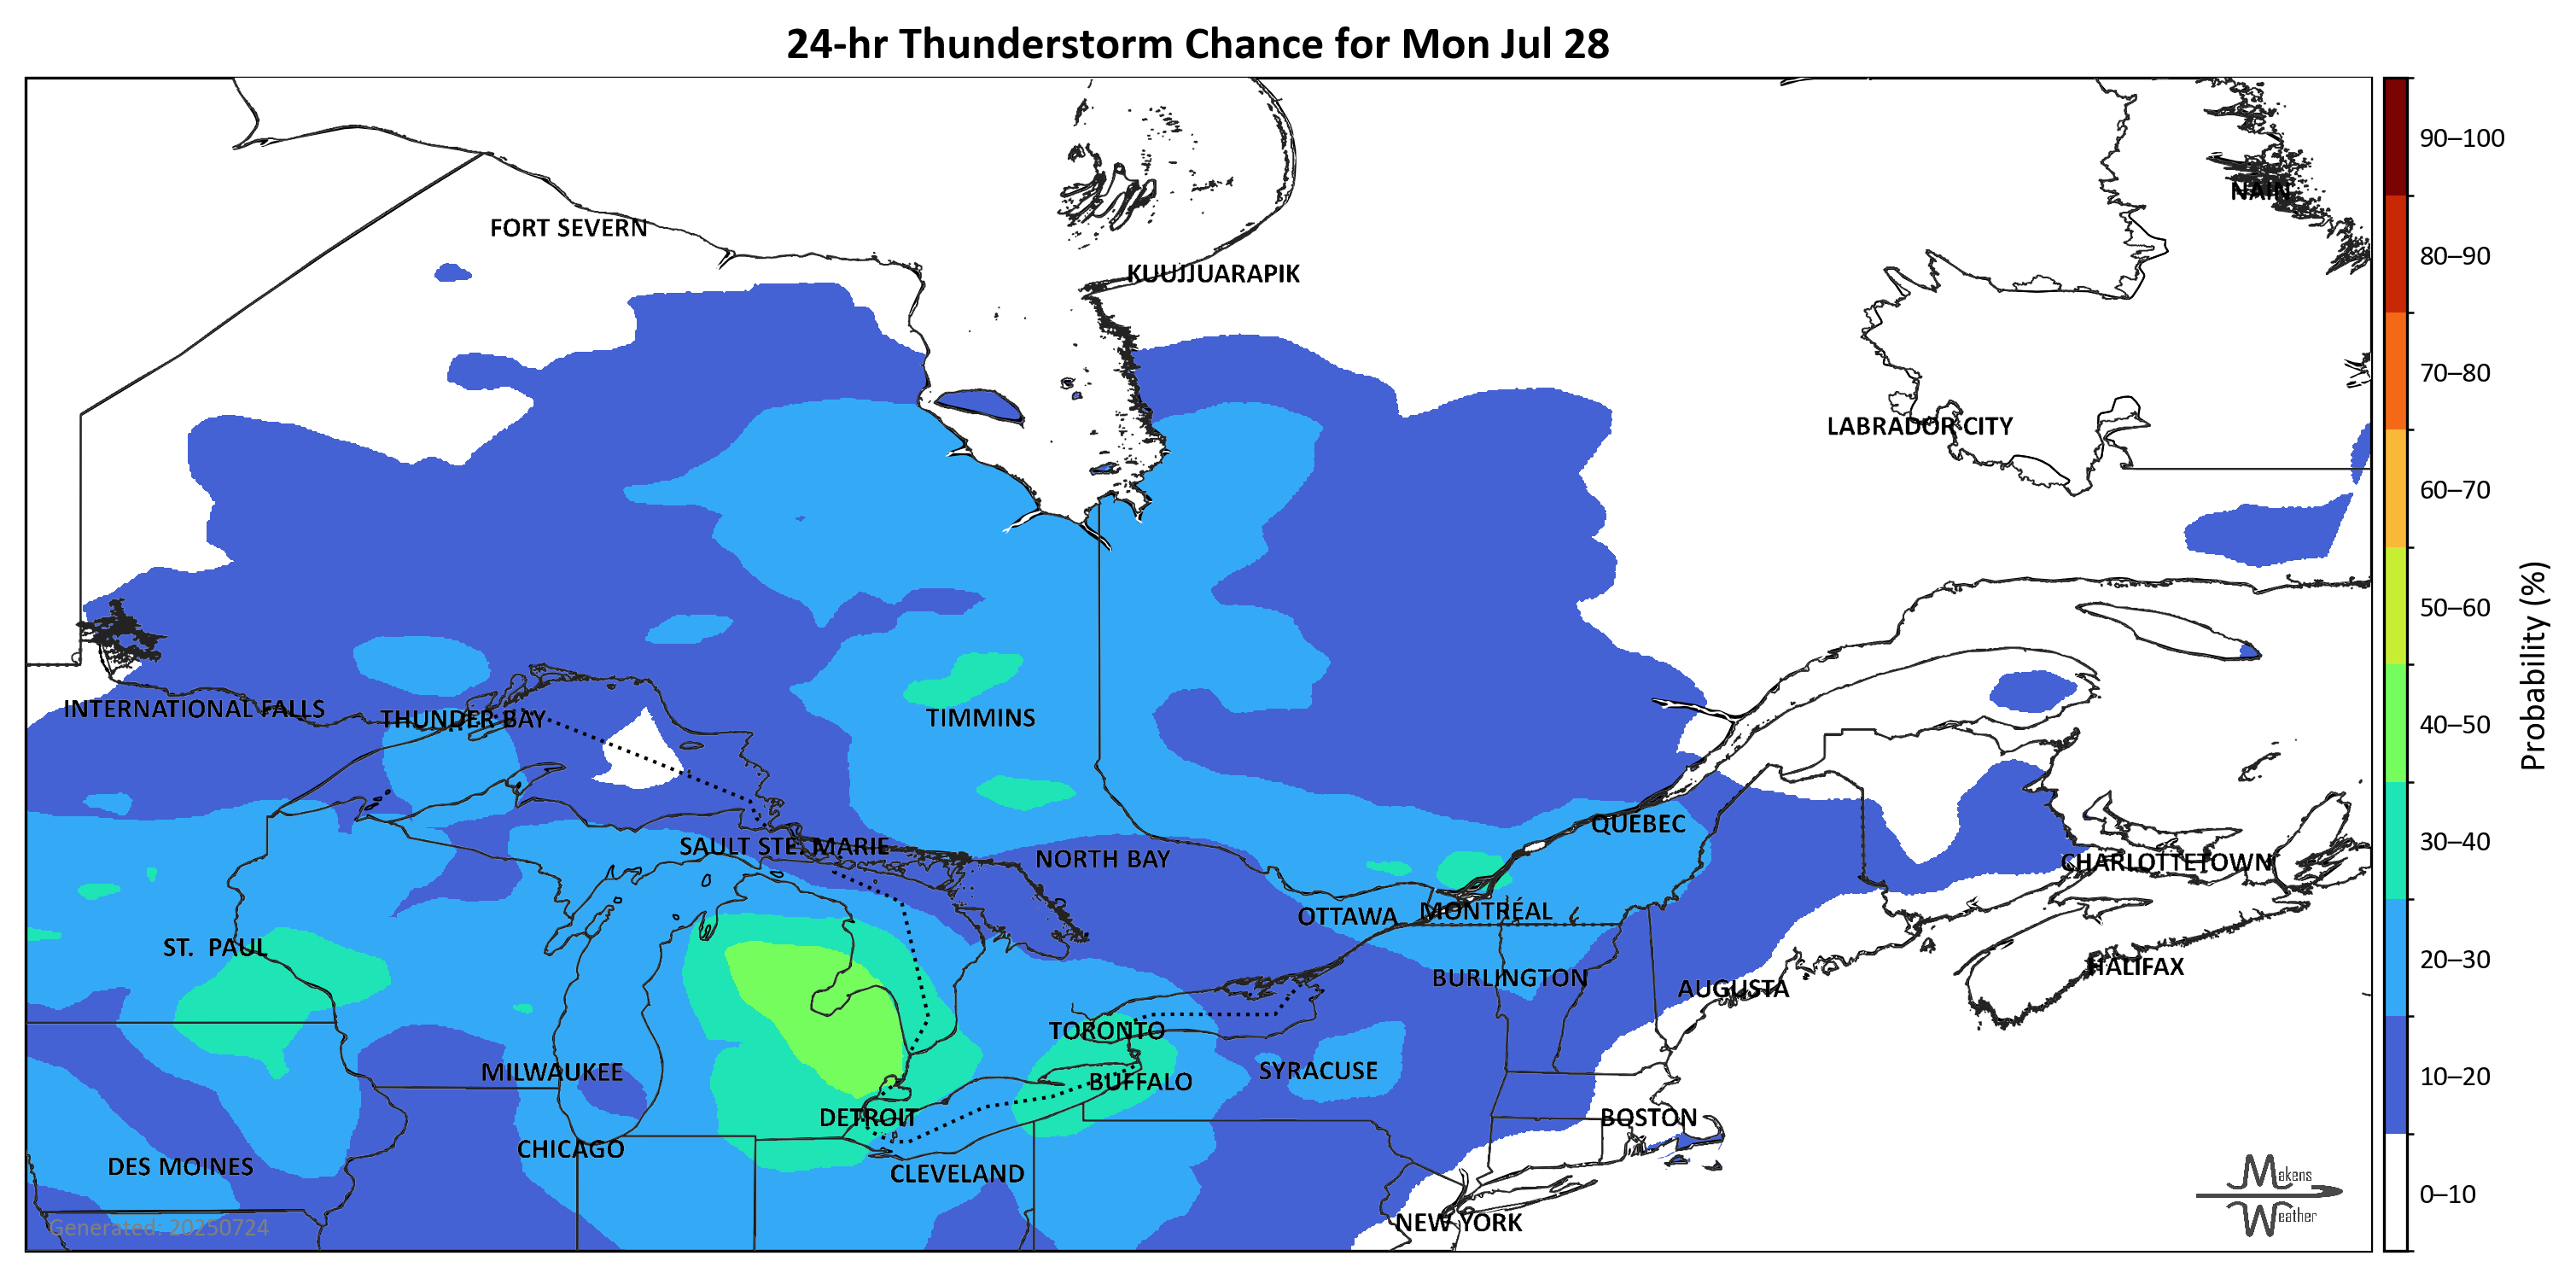 24-hr Thunderstorm Chance for Mon Jul 28
90–100
NAIN
FORT SEVERN
80–90
KUUJJUARAPIK
70–80
LABRADOR CITY
60–70
50–60
Probability (%)
INTERNATIONAL FALLS
THUNDER BAY
TIMMINS
40–50
QUEBEC
SAULT STE. MARIE
NORTH BAY
30–40
CHARLOTTETOWN
OTTAWA
MONTRÉAL
ST. PAUL
20–30
HALIFAX
BURLINGTON
AUGUSTA
TORONTO
MILWAUKEE
SYRACUSE
10–20
BUFFALO
DETROIT
BOSTON
CHICAGO
DES MOINES
CLEVELAND
Makens
Weather
0–10
NEW YORK
Generated: 20250724